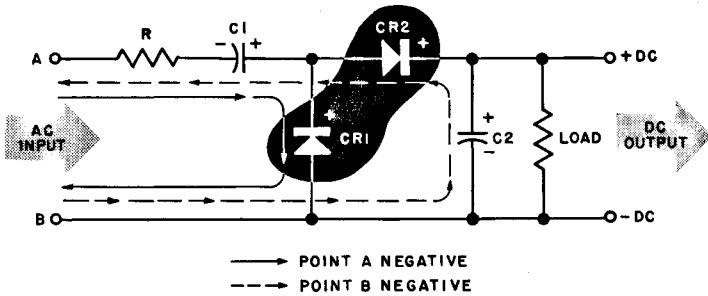 R
C1
CR2
- +
+
A
+ DC
AC INPUT
+
CR1
+
C2
-
LOAD
DC OUTPUT
B
- DC
POINT A NEGATIVE
POINT B NEGATIVE